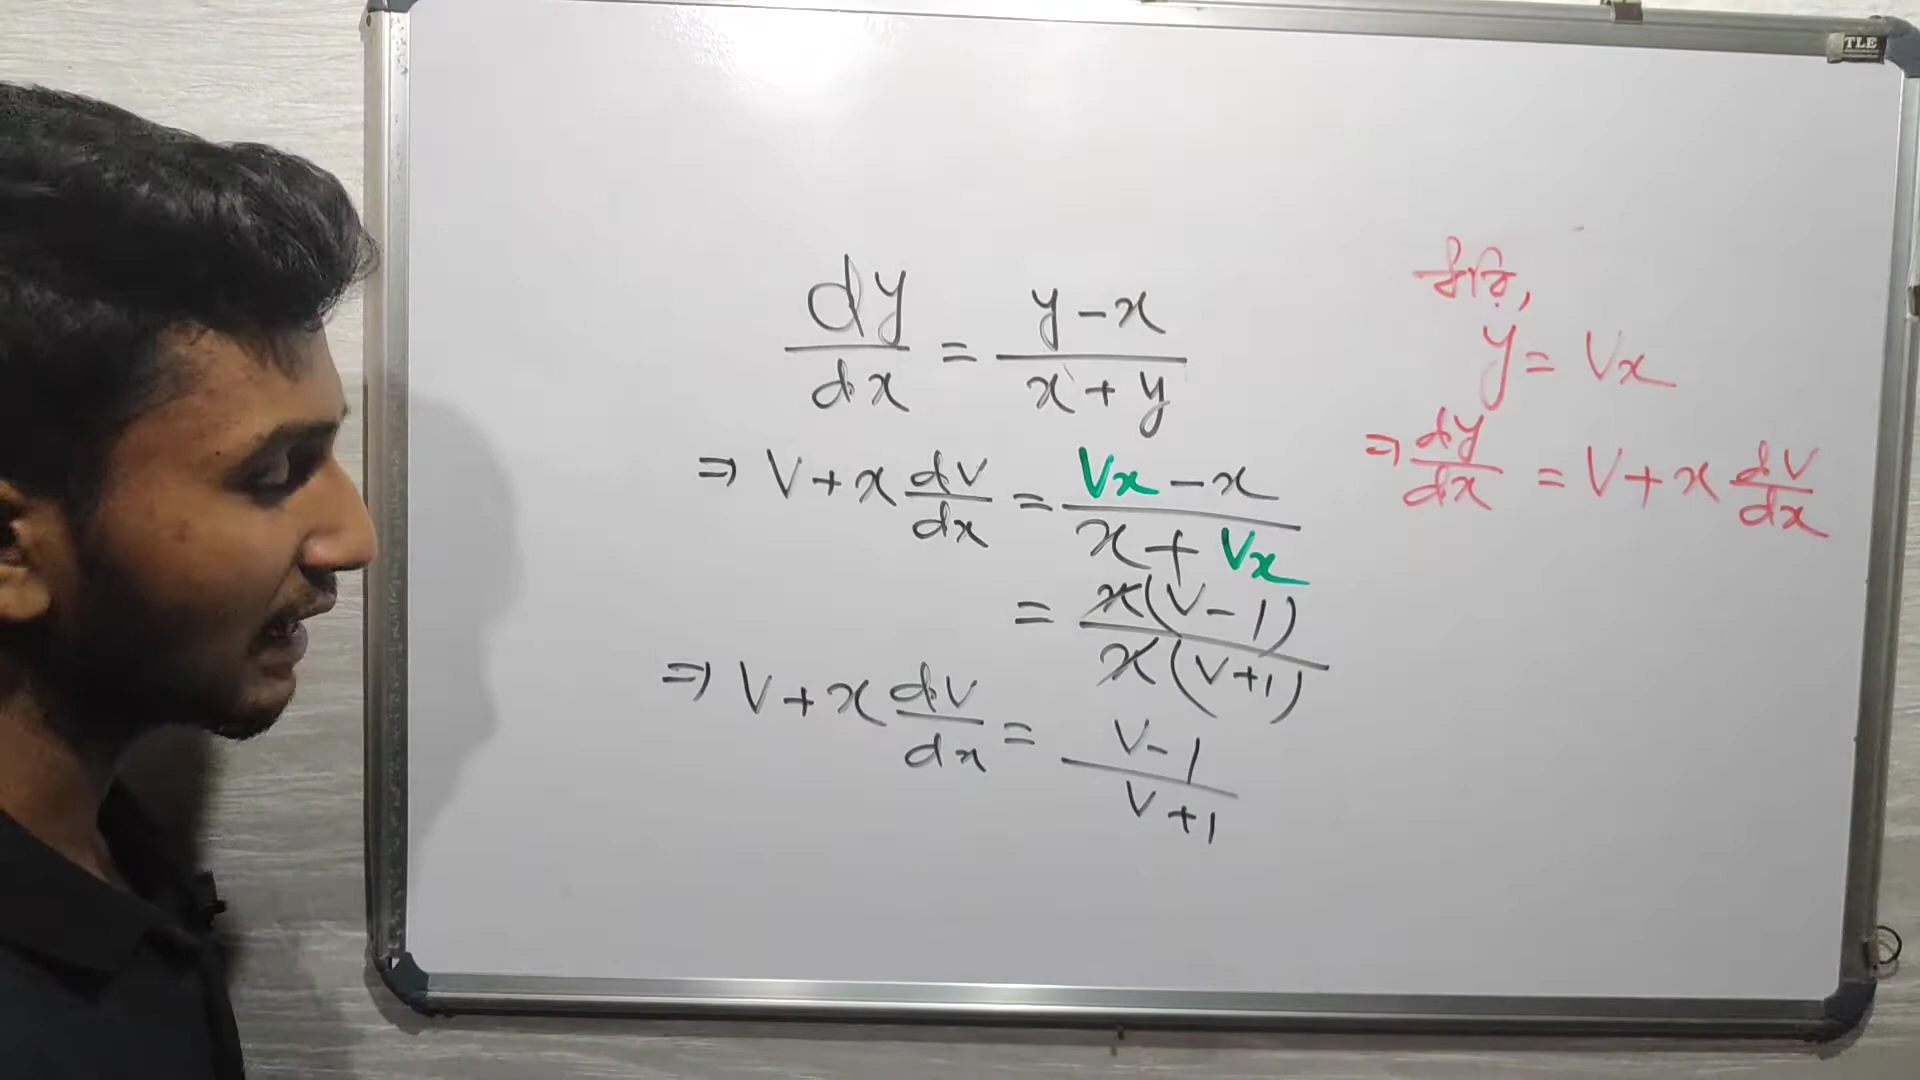 TLE
dy/dx = (y-x)/(x+y)
⇒ V+x dV/dx = (Vx-x)/(x+Vx)
= x(V-1)/x(V+1)
⇒ V+x dV/dx = (V-1)/(V+1)
ধরি,
y = Vx
⇒ dy/dx = V+x dV/dx